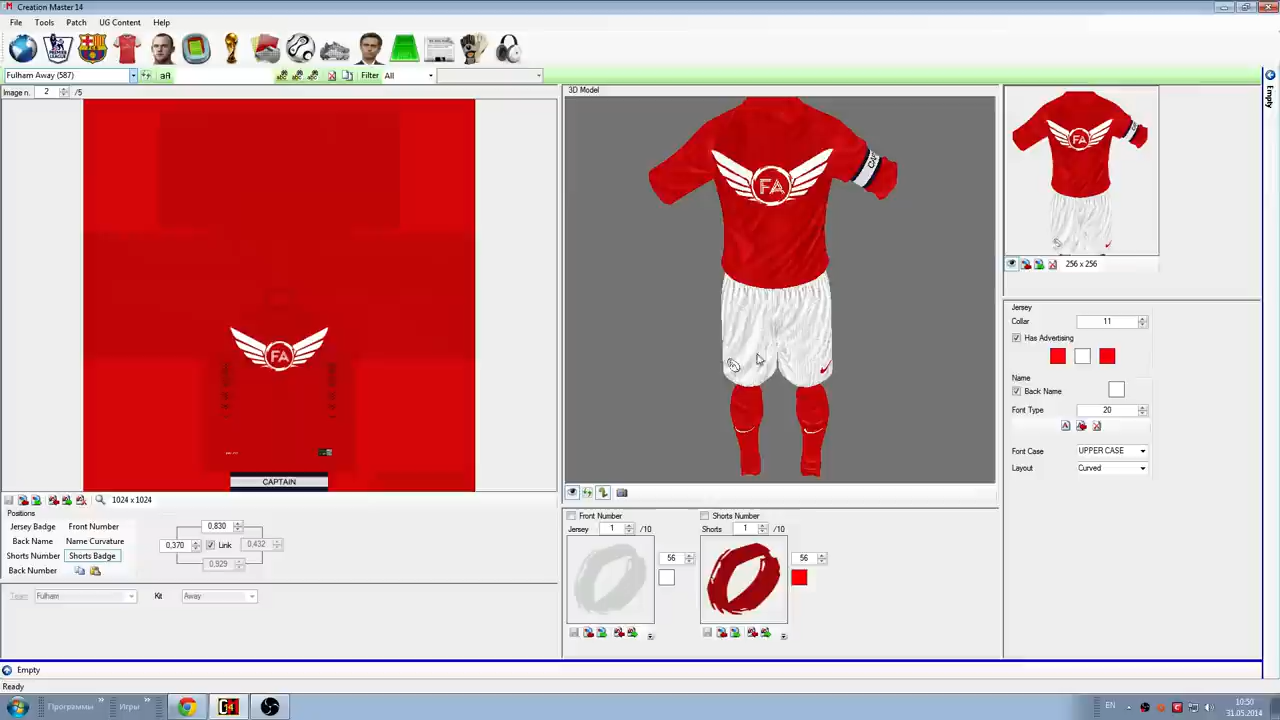 Creation Master 14
File Tools Patch UG Content Help
Fulham Away (587) aA Filter All
Image n. 2 /5
3D Model
Empty
FA
FA
FA
CAPTAIN
1024 x 1024
256 x 256
Jersey
Collar 11
Has Advertising
Name
Back Name
Font Type 20
Font Case UPPER CASE
Layout Curved
Positions
Jersey Badge Front Number
Back Name Name Curvature
Shorts Number Shorts Badge
Back Number
0,830
0,370 Link 0,432
0,929
Front Number Shorts Number
Jersey 1 /10 Shorts 1 /10
56 56
Team Fulham Kit Away
Empty
Ready
Программы Игры EN 10:50
31.05.2014